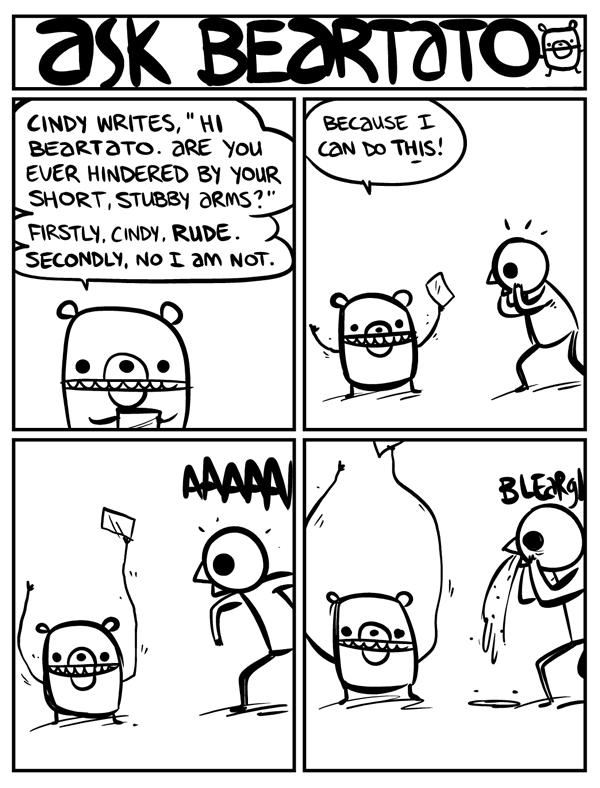 ASK BEARTATO
CINDY WRITES, "HI
BEARTATO. ARE YOU
EVER HINDERED BY YOUR
SHORT, STUBBY ARMS?"
FIRSTLY, CINDY, RUDE.
SECONDLY, NO I AM NOT.
BECAUSE I
CAN DO THIS!
AAAAA
BLEARG